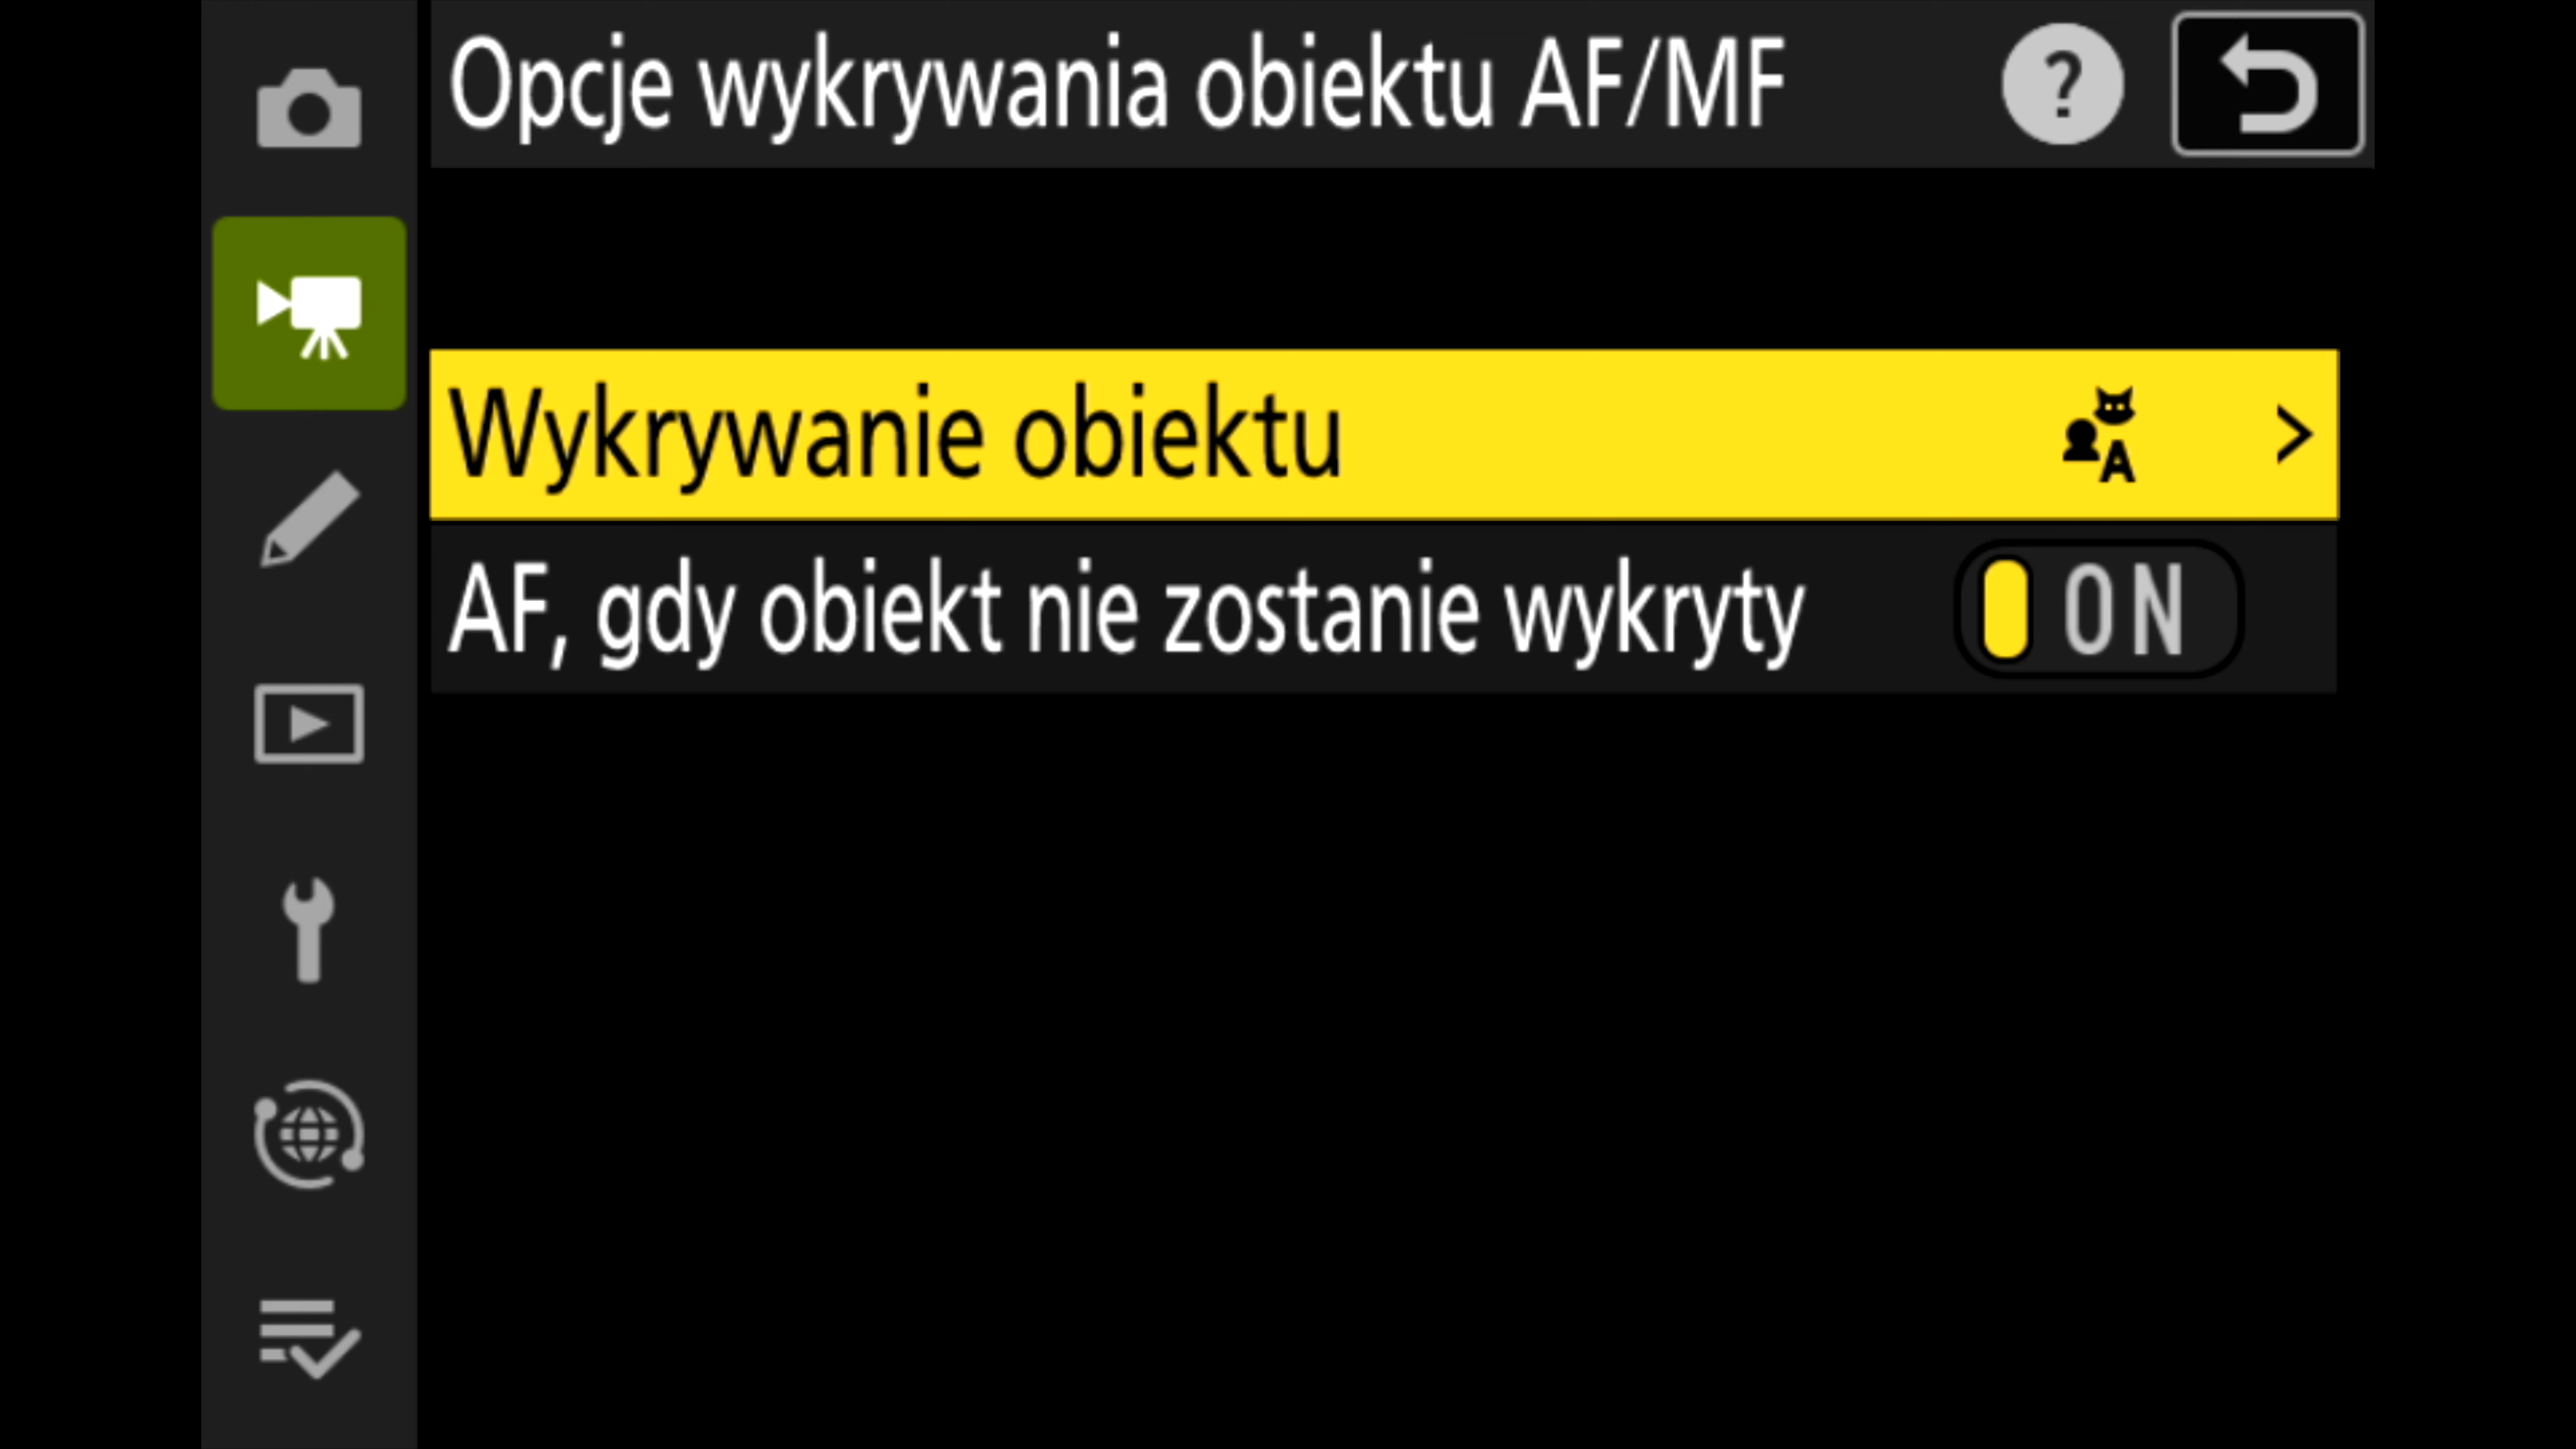 Opcje wykrywania obiektu AF/MF
?
Wykrywanie obiektu
A
AF, gdy obiekt nie zostanie wykryty ON